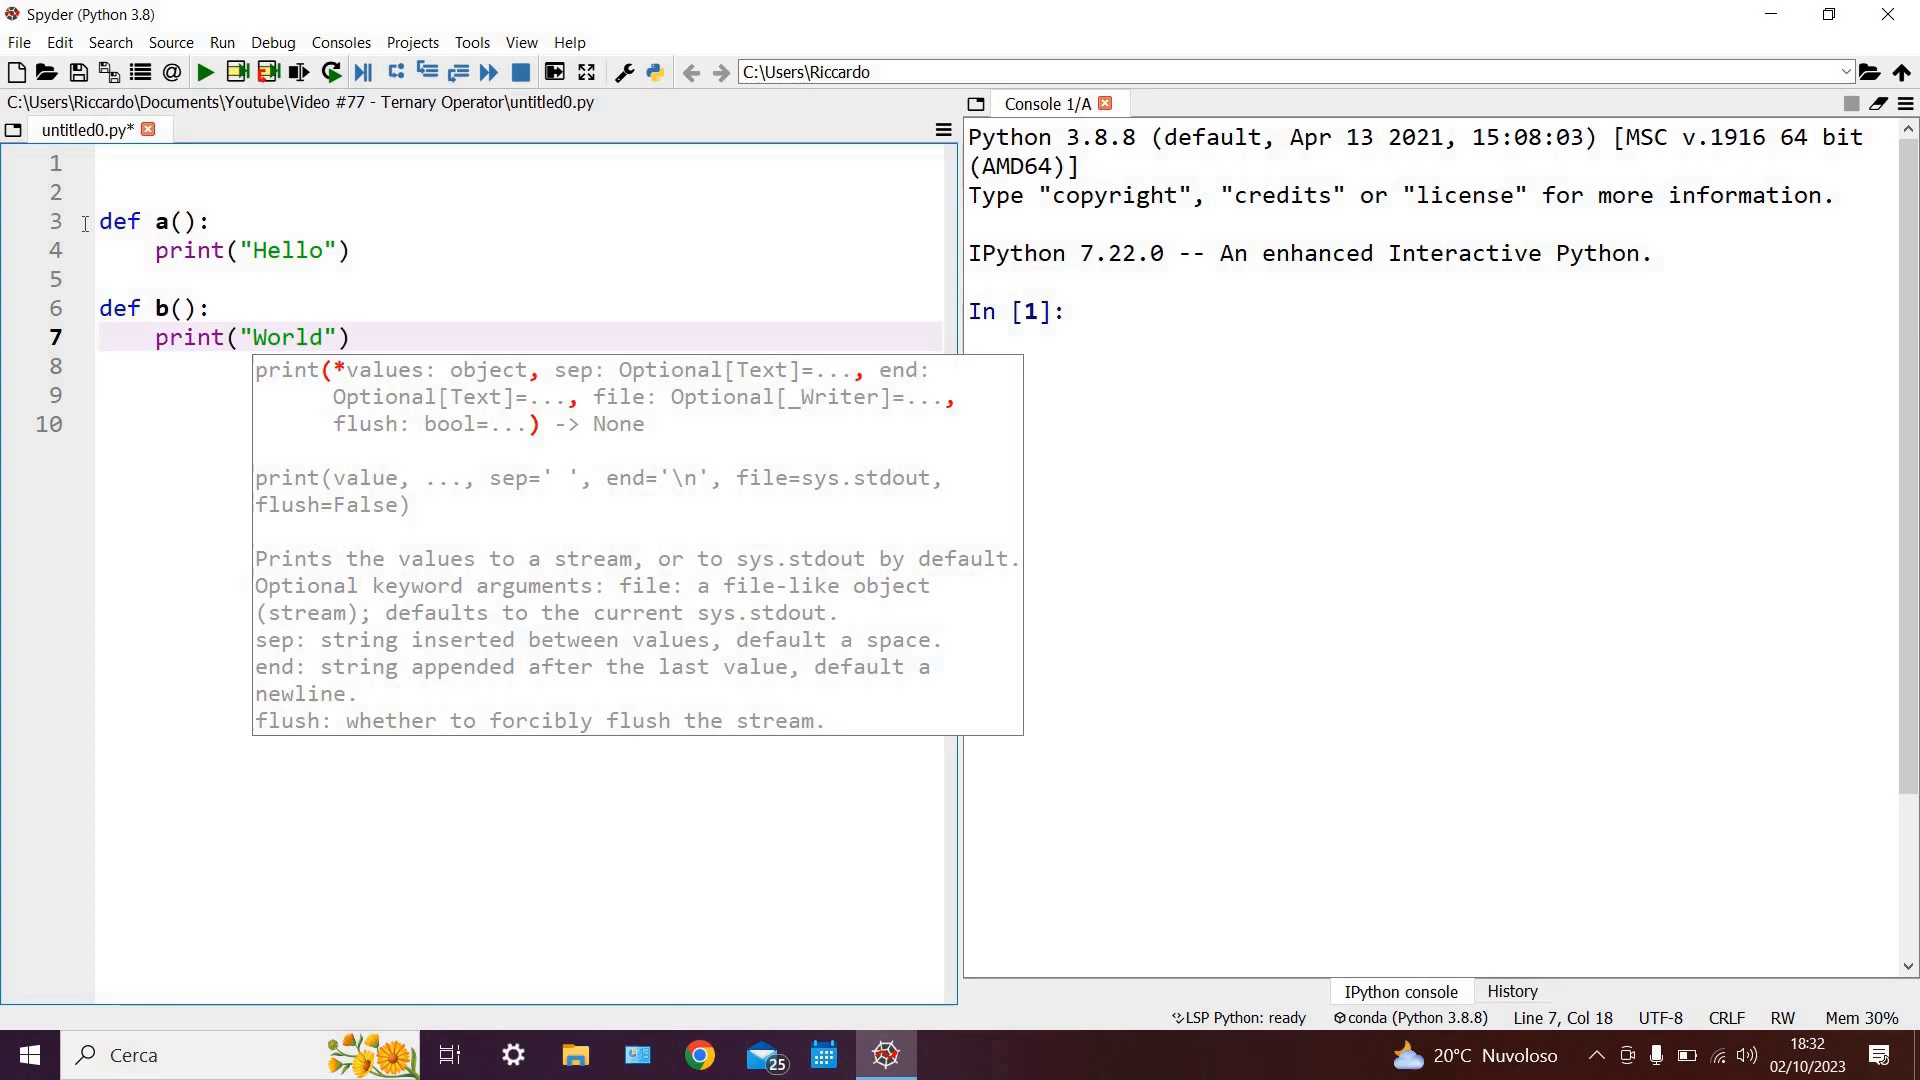 Spyder (Python 3.8)
File Edit Search Source Run Debug Consoles Projects Tools View Help
C:\Users\Riccardo
C:\Users\Riccardo\Documents\Youtube\Video #77 - Ternary Operator\untitled0.py
untitled0.py*
1
2
3 def a():
4 print("Hello")
5
6 def b():
7 print("World")
8
9
10
print(*values: object, sep: Optional[Text]=..., end:
Optional[Text]=..., file: Optional[_Writer]=...,
flush: bool=...) -> None
print(value, ..., sep=' ', end='\n', file=sys.stdout,
flush=False)
Prints the values to a stream, or to sys.stdout by default.
Optional keyword arguments: file: a file-like object
(stream); defaults to the current sys.stdout.
sep: string inserted between values, default a space.
end: string appended after the last value, default a
newline.
flush: whether to forcibly flush the stream.
Console 1/A
Python 3.8.8 (default, Apr 13 2021, 15:08:03) [MSC v.1916 64 bit
(AMD64)]
Type "copyright", "credits" or "license" for more information.
IPython 7.22.0 -- An enhanced Interactive Python.
In [1]:
IPython console History
LSP Python: ready conda (Python 3.8.8) Line 7, Col 18 UTF-8 CRLF RW Mem 30%
Cerca 25 20°C Nuvoloso 18:32
02/10/2023